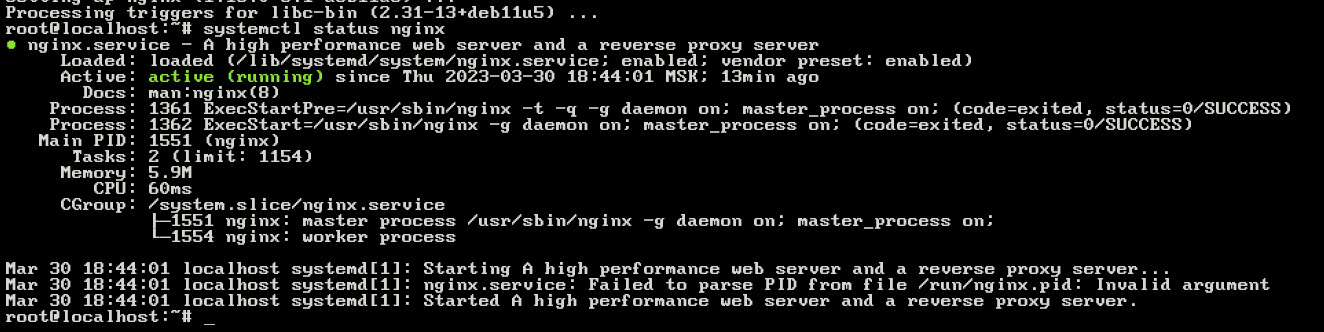 Processing triggers for libc-bin (2.31-13+deb11u5) ...
root@localhost:~# systemctl status nginx
● nginx.service - A high performance web server and a reverse proxy server
Loaded: loaded (/lib/systemd/system/nginx.service; enabled; vendor preset: enabled)
Active: active (running) since Thu 2023-03-30 18:44:01 MSK; 13min ago
Docs: man:nginx(8)
Process: 1361 ExecStartPre=/usr/sbin/nginx -t -q -g daemon on; master_process on; (code=exited, status=0/SUCCESS)
Process: 1362 ExecStart=/usr/sbin/nginx -g daemon on; master_process on; (code=exited, status=0/SUCCESS)
Main PID: 1551 (nginx)
Tasks: 2 (limit: 1154)
Memory: 5.9M
CPU: 60ms
CGroup: /system.slice/nginx.service
├─1551 nginx: master process /usr/sbin/nginx -g daemon on; master_process on;
└─1554 nginx: worker process
Mar 30 18:44:01 localhost systemd[1]: Starting A high performance web server and a reverse proxy server...
Mar 30 18:44:01 localhost systemd[1]: nginx.service: Failed to parse PID from file /run/nginx.pid: Invalid argument
Mar 30 18:44:01 localhost systemd[1]: Started A high performance web server and a reverse proxy server.
root@localhost:~# _